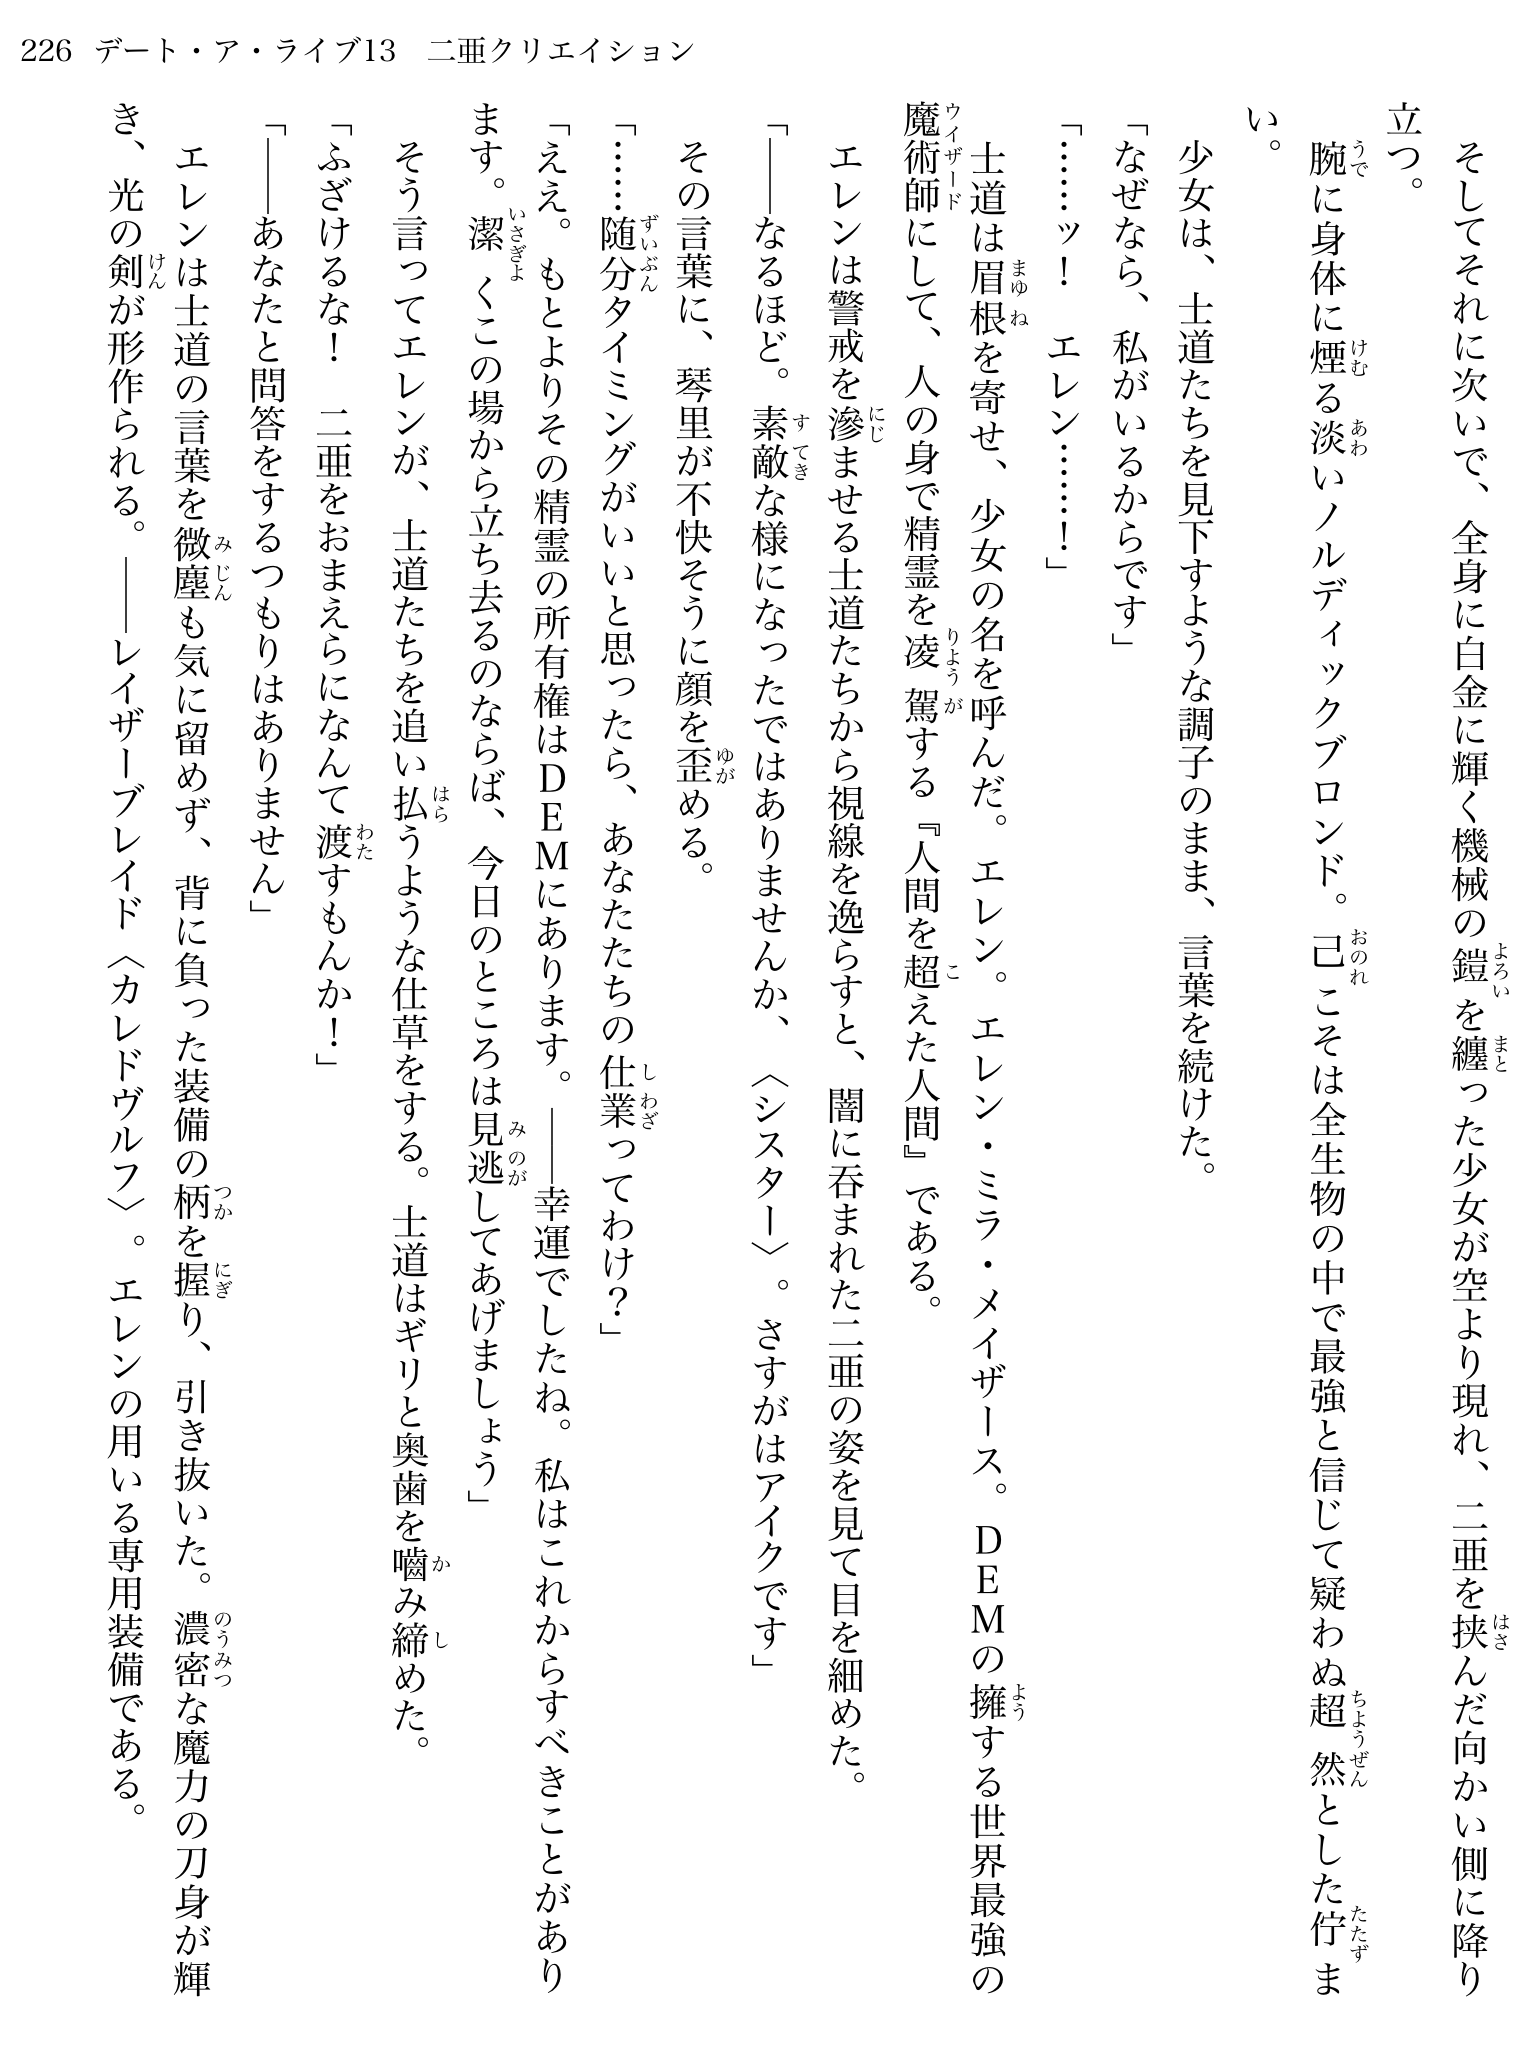 226 デート・ア・ライブ13　二亜クリエイション
　そしてそれに次いで、全身に白金に輝く機械の鎧を纏った少女が空より現れ、二亜を挟んだ向かい側に降り
立つ。
　腕に身体に煙る淡いノルディックブロンド。己こそは全生物の中で最強と信じて疑わぬ超然とした佇ま
い。
　少女は、士道たちを見下すような調子のまま、言葉を続けた。
「なぜなら、私がいるからです」
「……ッ！　エレン……！」
　士道は眉根を寄せ、少女の名を呼んだ。エレン。エレン・ミラ・メイザース。ＤＥＭの擁する世界最強の
魔術師にして、人の身で精霊を凌駕する『人間を超えた人間』である。
　エレンは警戒を滲ませる士道たちから視線を逸らすと、闇に呑まれた二亜の姿を見て目を細めた。
「――なるほど。素敵な様になったではありませんか、〈シスター〉。さすがはアイクです」
　その言葉に、琴里が不快そうに顔を歪める。
「……随分タイミングがいいと思ったら、あなたたちの仕業ってわけ？」
「ええ。もとよりその精霊の所有権はＤＥＭにあります。――幸運でしたね。私はこれからすべきことがあり
ます。潔くこの場から立ち去るのならば、今日のところは見逃してあげましょう」
　そう言ってエレンが、士道たちを追い払うような仕草をする。士道はギリと奥歯を嚙み締めた。
「ふざけるな！　二亜をおまえらになんて渡すもんか！」
「――あなたと問答をするつもりはありません」
　エレンは士道の言葉を微塵も気に留めず、背に負った装備の柄を握り、引き抜いた。濃密な魔力の刀身が輝
き、光の剣が形作られる。――レイザーブレイド〈カレドヴルフ〉。エレンの用いる専用装備である。